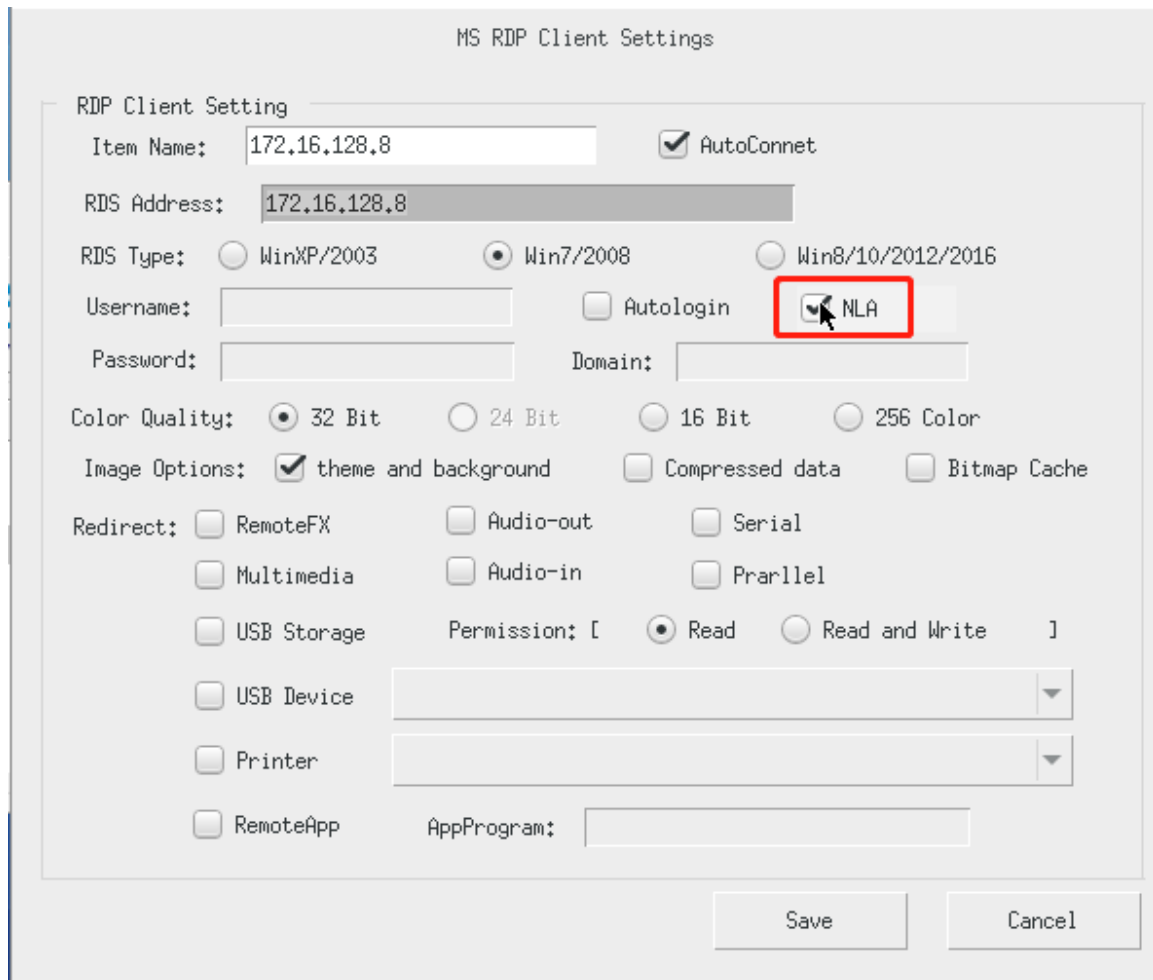 MS RDP Client Settings
RDP Client Setting
Item Name: 172.16.128.8 AutoConnet
RDS Address: 172.16.128.8
RDS Type: WinXP/2003 Win7/2008 Win8/10/2012/2016
Username: Autologin NLA
Password: Domain:
Color Quality: 32 Bit 24 Bit 16 Bit 256 Color
Image Options: theme and background Compressed data Bitmap Cache
Redirect: RemoteFX Audio-out Serial
Multimedia Audio-in Prarllel
USB Storage Permission: [ Read Read and Write ]
USB Device
Printer
RemoteApp AppProgram:
Save Cancel